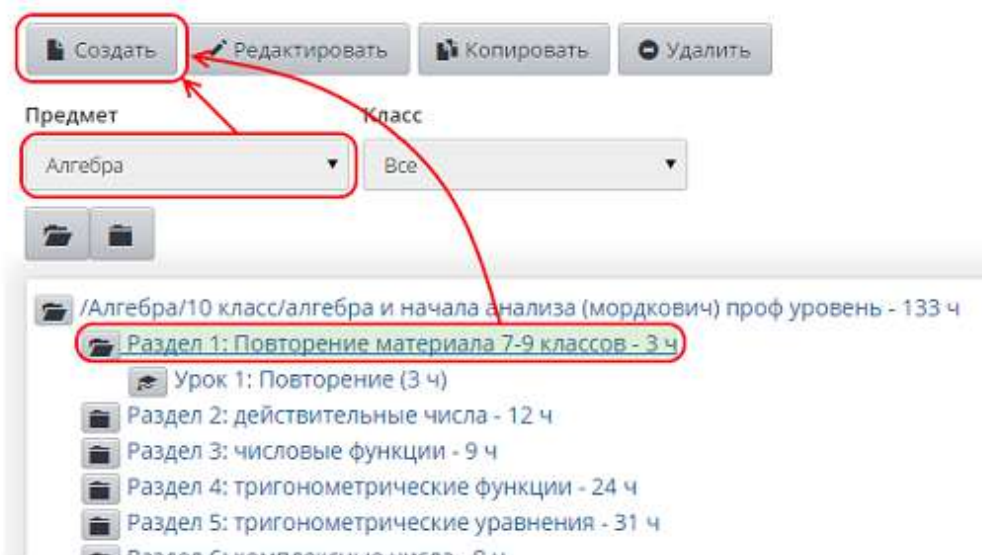 Создать Редактировать Копировать Удалить
Предмет Класс
Алгебра Все
/Алгебра/10 класс/алгебра и начала анализа (мордкович) проф уровень - 133 ч
Раздел 1: Повторение материала 7-9 классов - 3 ч
Урок 1: Повторение (3 ч)
Раздел 2: действительные числа - 12 ч
Раздел 3: числовые функции - 9 ч
Раздел 4: тригонометрические функции - 24 ч
Раздел 5: тригонометрические уравнения - 31 ч